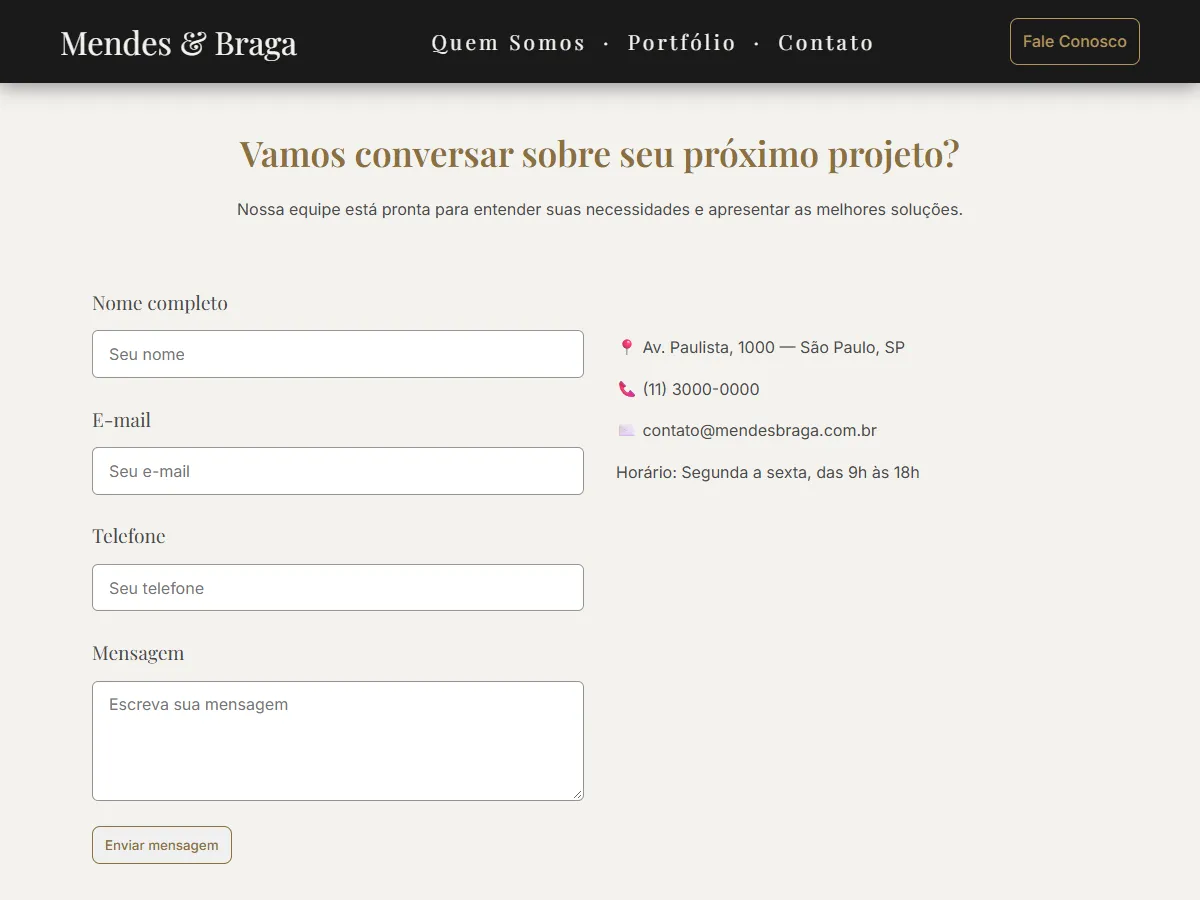 Mendes & Braga
Quem Somos · Portfólio · Contato
Fale Conosco
Vamos conversar sobre seu próximo projeto?
Nossa equipe está pronta para entender suas necessidades e apresentar as melhores soluções.
Nome completo
Seu nome
E-mail
Seu e-mail
Telefone
Seu telefone
Mensagem
Escreva sua mensagem
Enviar mensagem
📍 Av. Paulista, 1000 — São Paulo, SP
📞 (11) 3000-0000
✉️ contato@mendesbraga.com.br
Horário: Segunda a sexta, das 9h às 18h